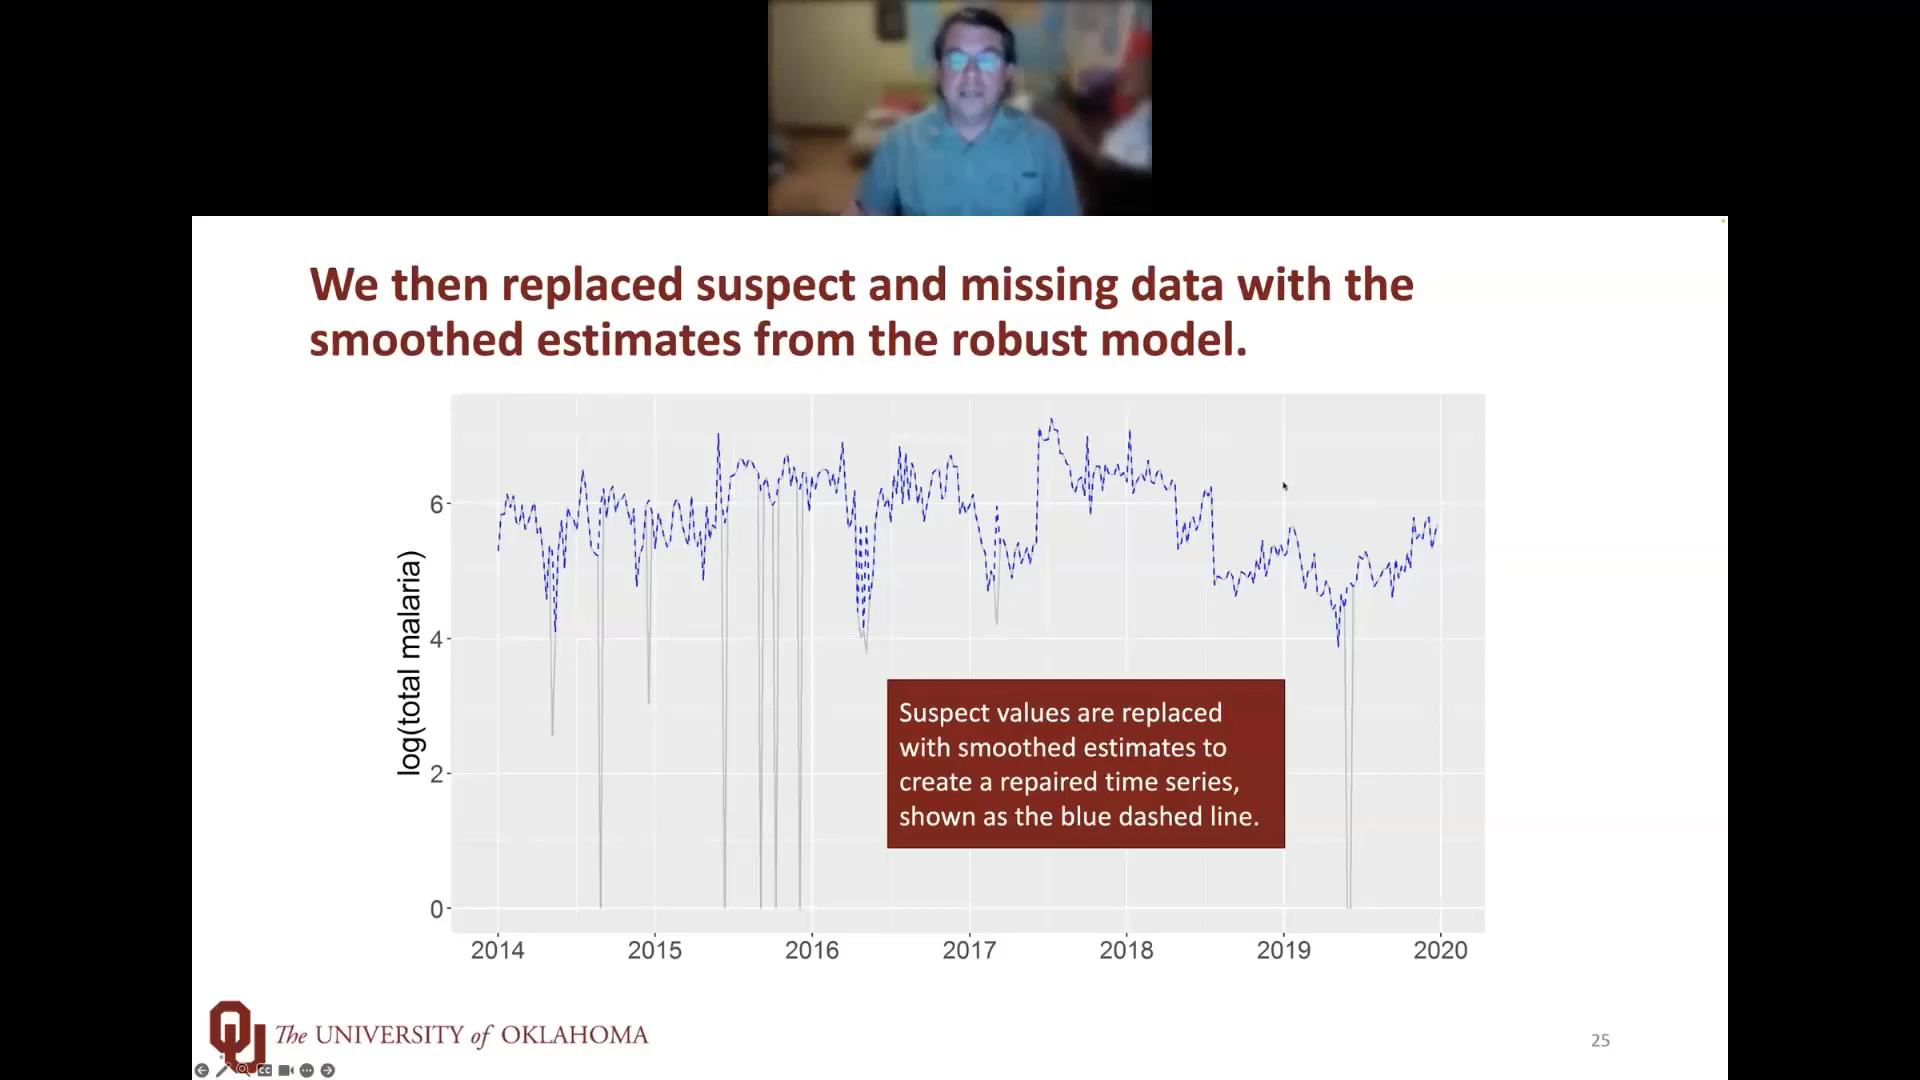 We then replaced suspect and missing data with the
smoothed estimates from the robust model.
log(total malaria)
6
4
2
0
Suspect values are replaced
with smoothed estimates to
create a repaired time series,
shown as the blue dashed line.
2014
2015
2016
2017
2018
2019
2020
OU
The UNIVERSITY of OKLAHOMA
25
CC